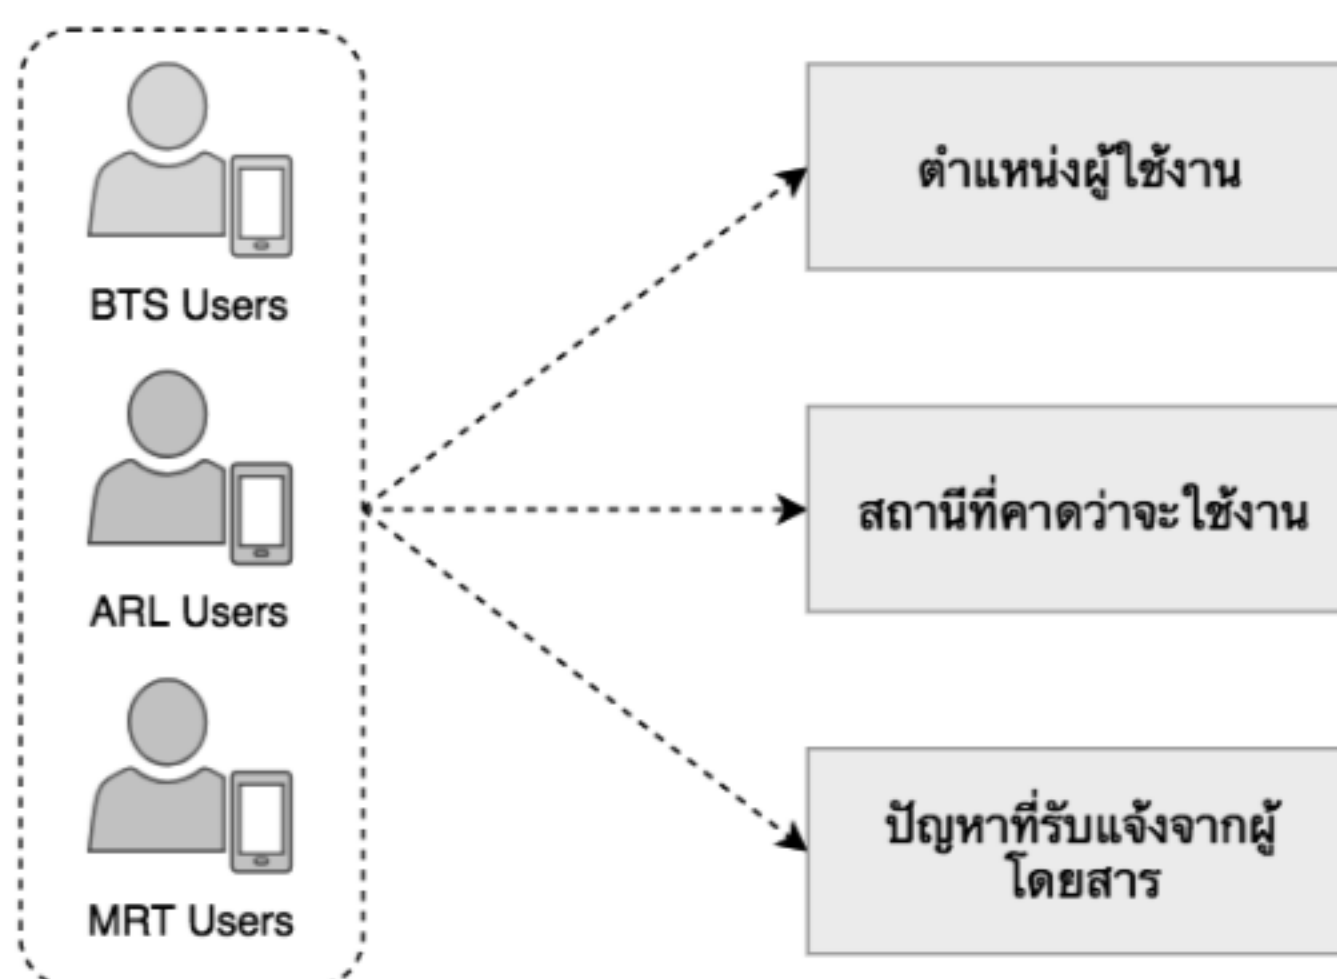 BTS Users
ARL Users
MRT Users
ตำแหน่งผู้ใช้งาน
สถานีที่คาดว่าจะใช้งาน
ปัญหาที่รับแจ้งจากผู้
โดยสาร